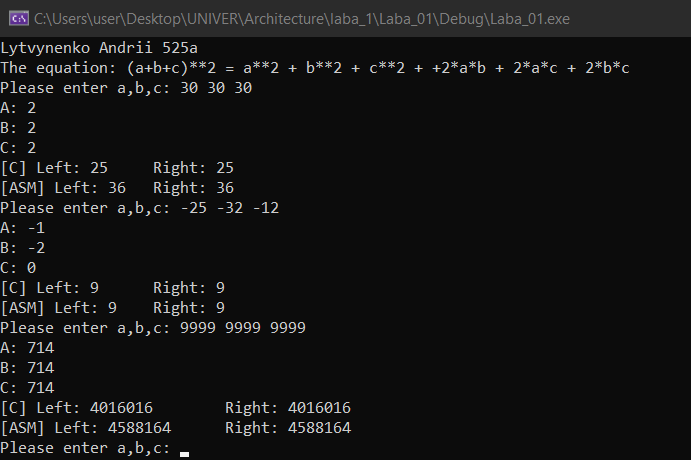 C:\Users\user\Desktop\UNIVER\Architecture\laba_1\Laba_01\Debug\Laba_01.exe
Lytvynenko Andrii 525a
The equation: (a+b+c)**2 = a**2 + b**2 + c**2 + +2*a*b + 2*a*c + 2*b*c
Please enter a,b,c: 30 30 30
A: 2
B: 2
C: 2
[C] Left: 25     Right: 25
[ASM] Left: 36   Right: 36
Please enter a,b,c: -25 -32 -12
A: -1
B: -2
C: 0
[C] Left: 9      Right: 9
[ASM] Left: 9    Right: 9
Please enter a,b,c: 9999 9999 9999
A: 714
B: 714
C: 714
[C] Left: 4016016        Right: 4016016
[ASM] Left: 4588164      Right: 4588164
Please enter a,b,c: